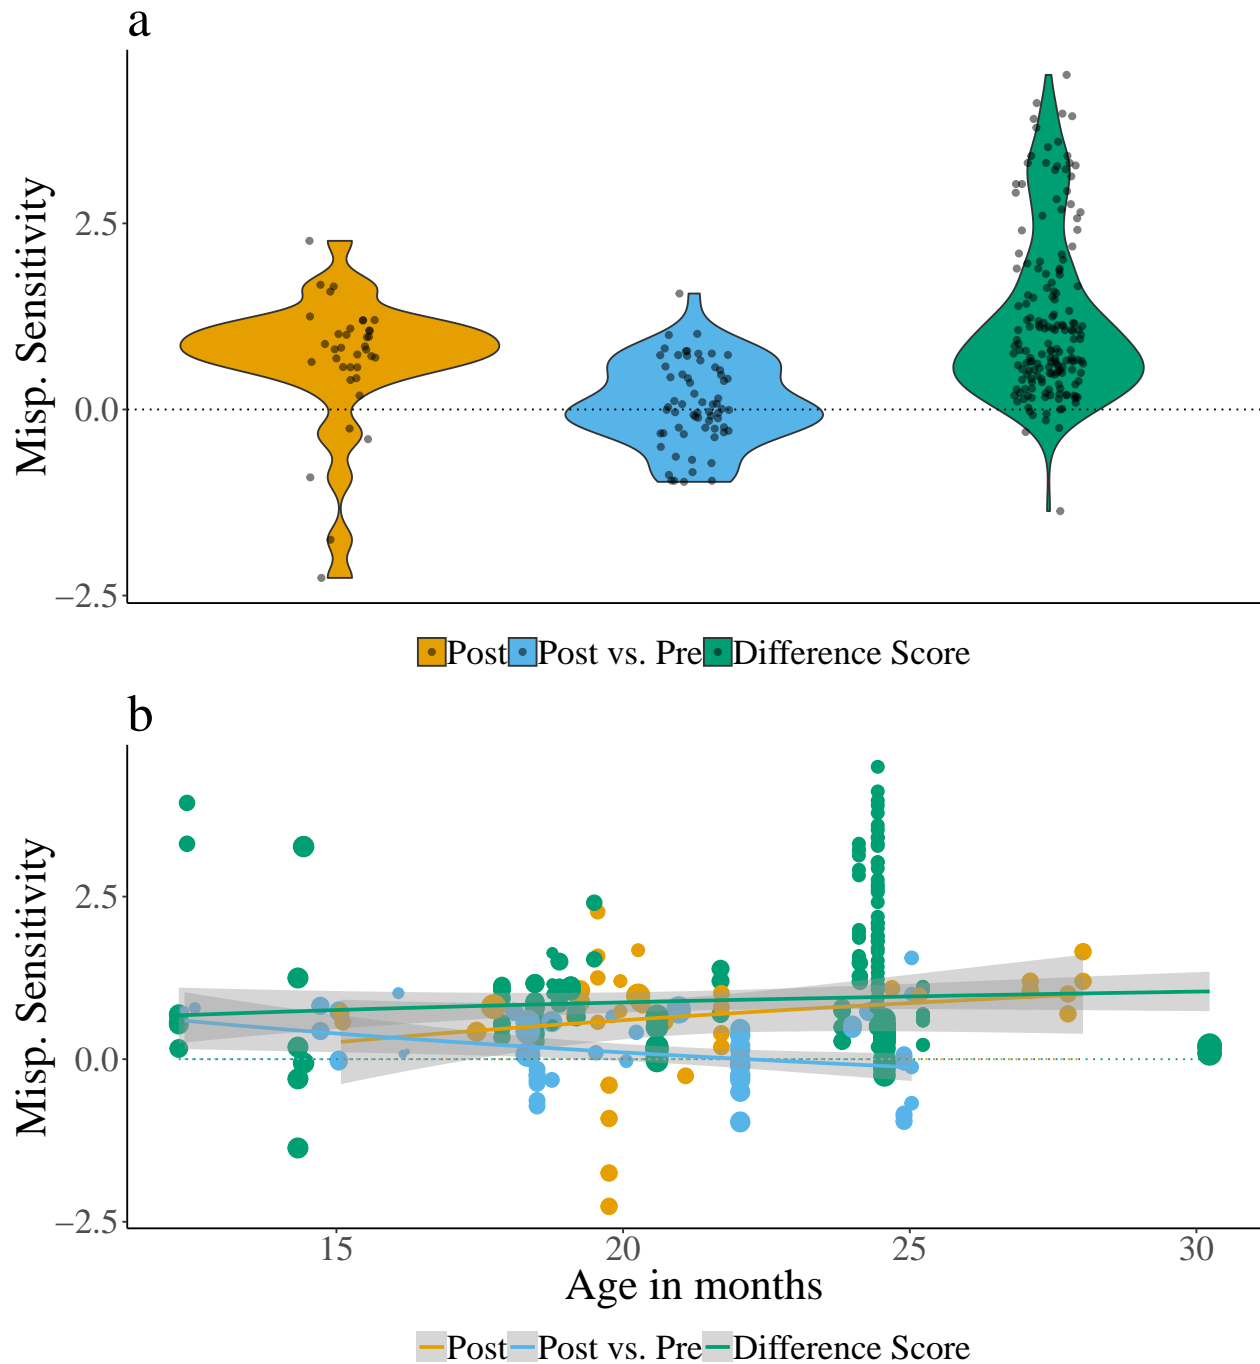 a
Misp. Sensitivity
2.5
0.0
−2.5
Post Post vs. Pre Difference Score
b
Misp. Sensitivity
2.5
0.0
−2.5
15 20 25 30
Age in months
Post Post vs. Pre Difference Score